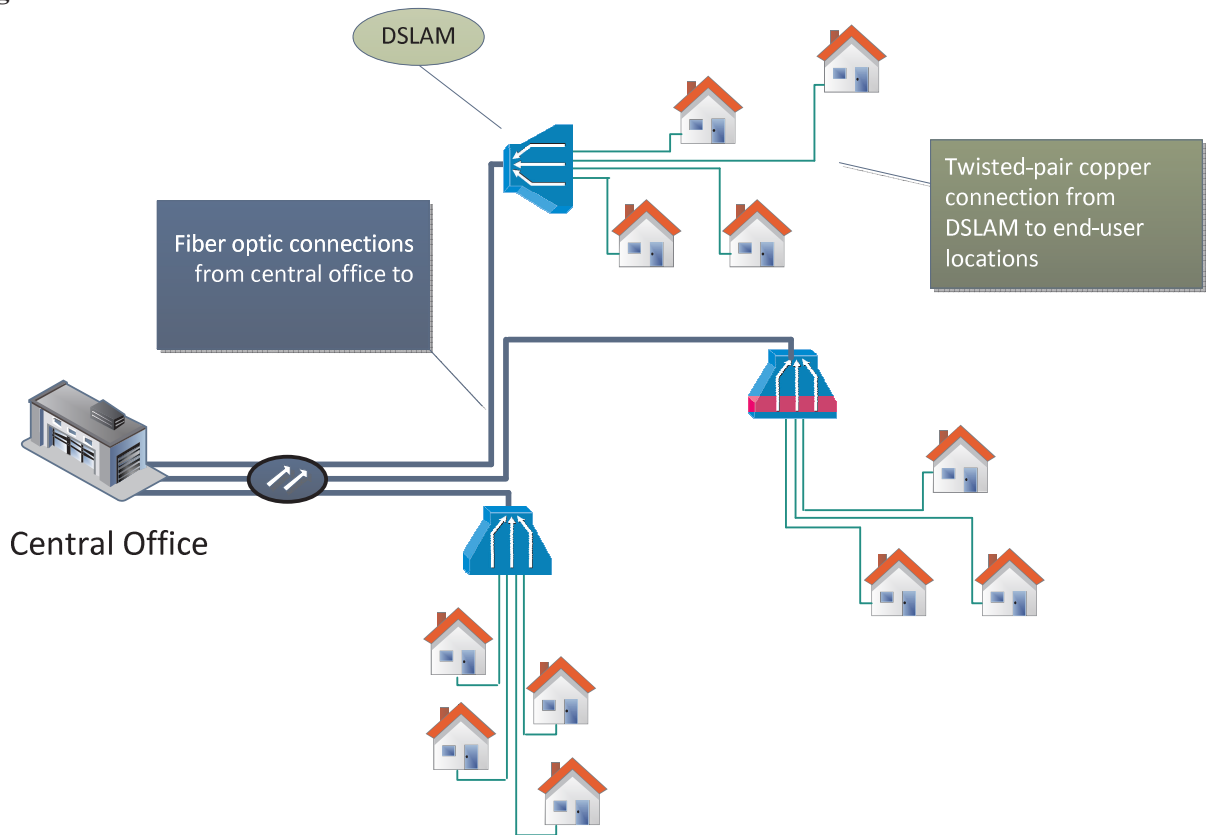 DSLAM
Twisted-pair copper
connection from
DSLAM to end-user
locations
Fiber optic connections
from central office to
Central Office